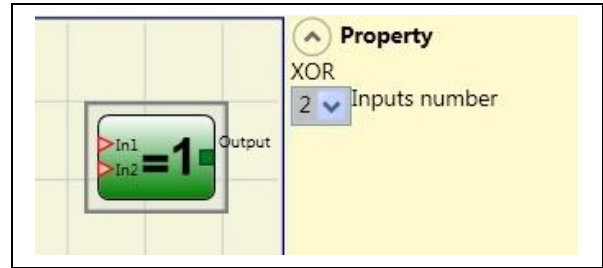 In1
In2
=1
Output
Property
XOR
2 Inputs number